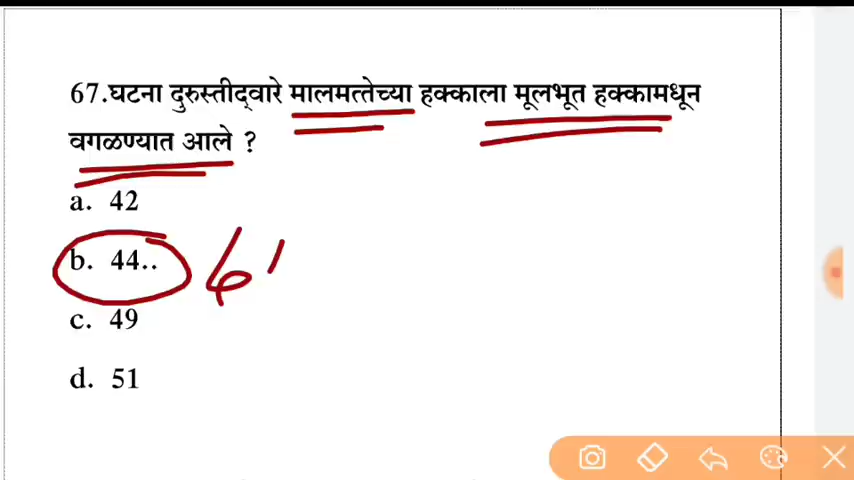 67.घटना दुरुस्तीद्वारे मालमत्तेच्या हक्काला मूलभूत हक्कामधून
वगळण्यात आले ?
a. 42
b. 44..
c. 49
d. 51